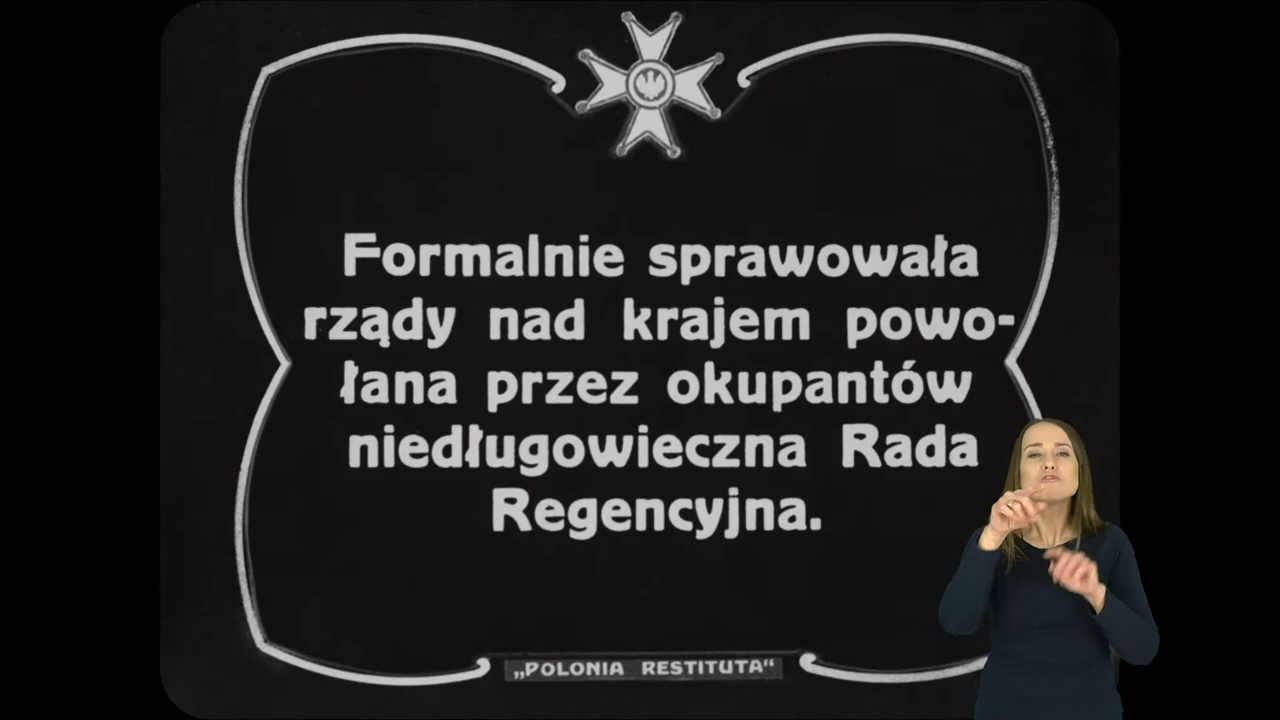 Formalnie sprawowała
rządy nad krajem powo-
łana przez okupantów
niedługowieczna Rada
Regencyjna.
„POLONIA RESTITUTA“